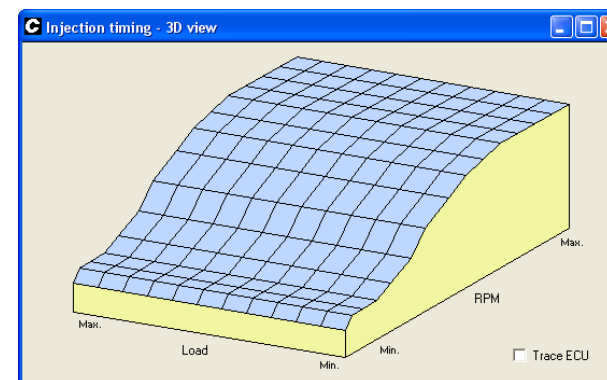 C Injection timing - 3D view
Max.
RPM
Max.
Load
Min.
Min.
Trace ECU